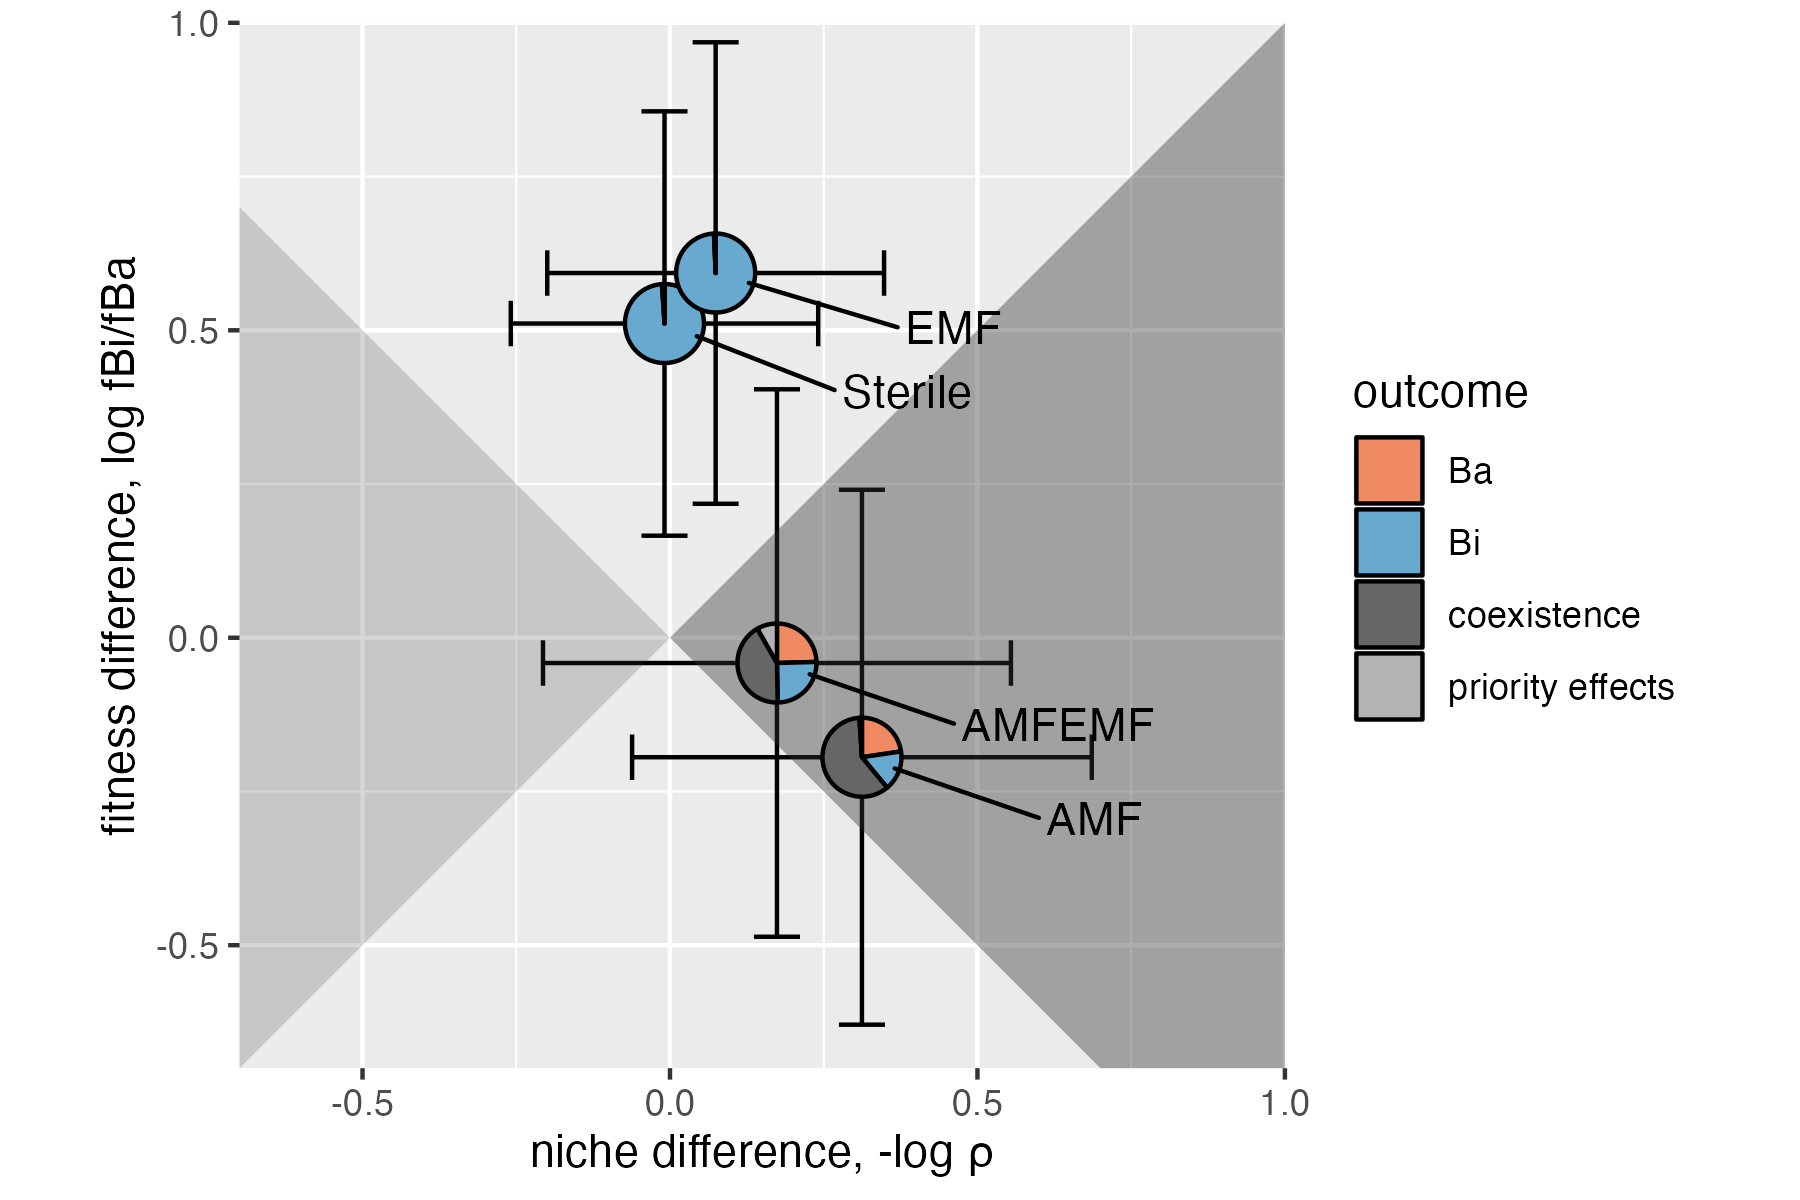 fitness difference, log fBi/fBa
1.0
0.5
0.0
-0.5
EMF
Sterile
AMFEMF
AMF
-0.5
0.0
0.5
1.0
niche difference, -log ρ
outcome
Ba
Bi
coexistence
priority effects